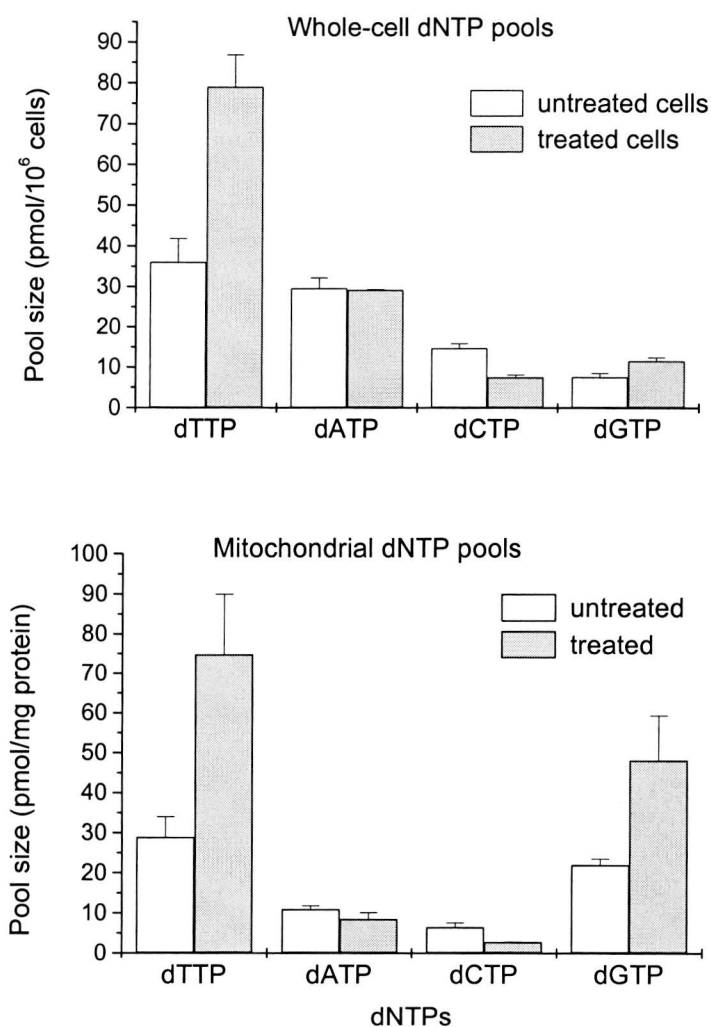 Whole-cell dNTP pools
90
80
70
60
50
40
30
20
10
0
Pool size (pmol/10⁶ cells)
untreated cells
treated cells
dTTP dATP dCTP dGTP
Mitochondrial dNTP pools
100
90
80
70
60
50
40
30
20
10
0
Pool size (pmol/mg protein)
untreated
treated
dTTP dATP dCTP dGTP
dNTPs